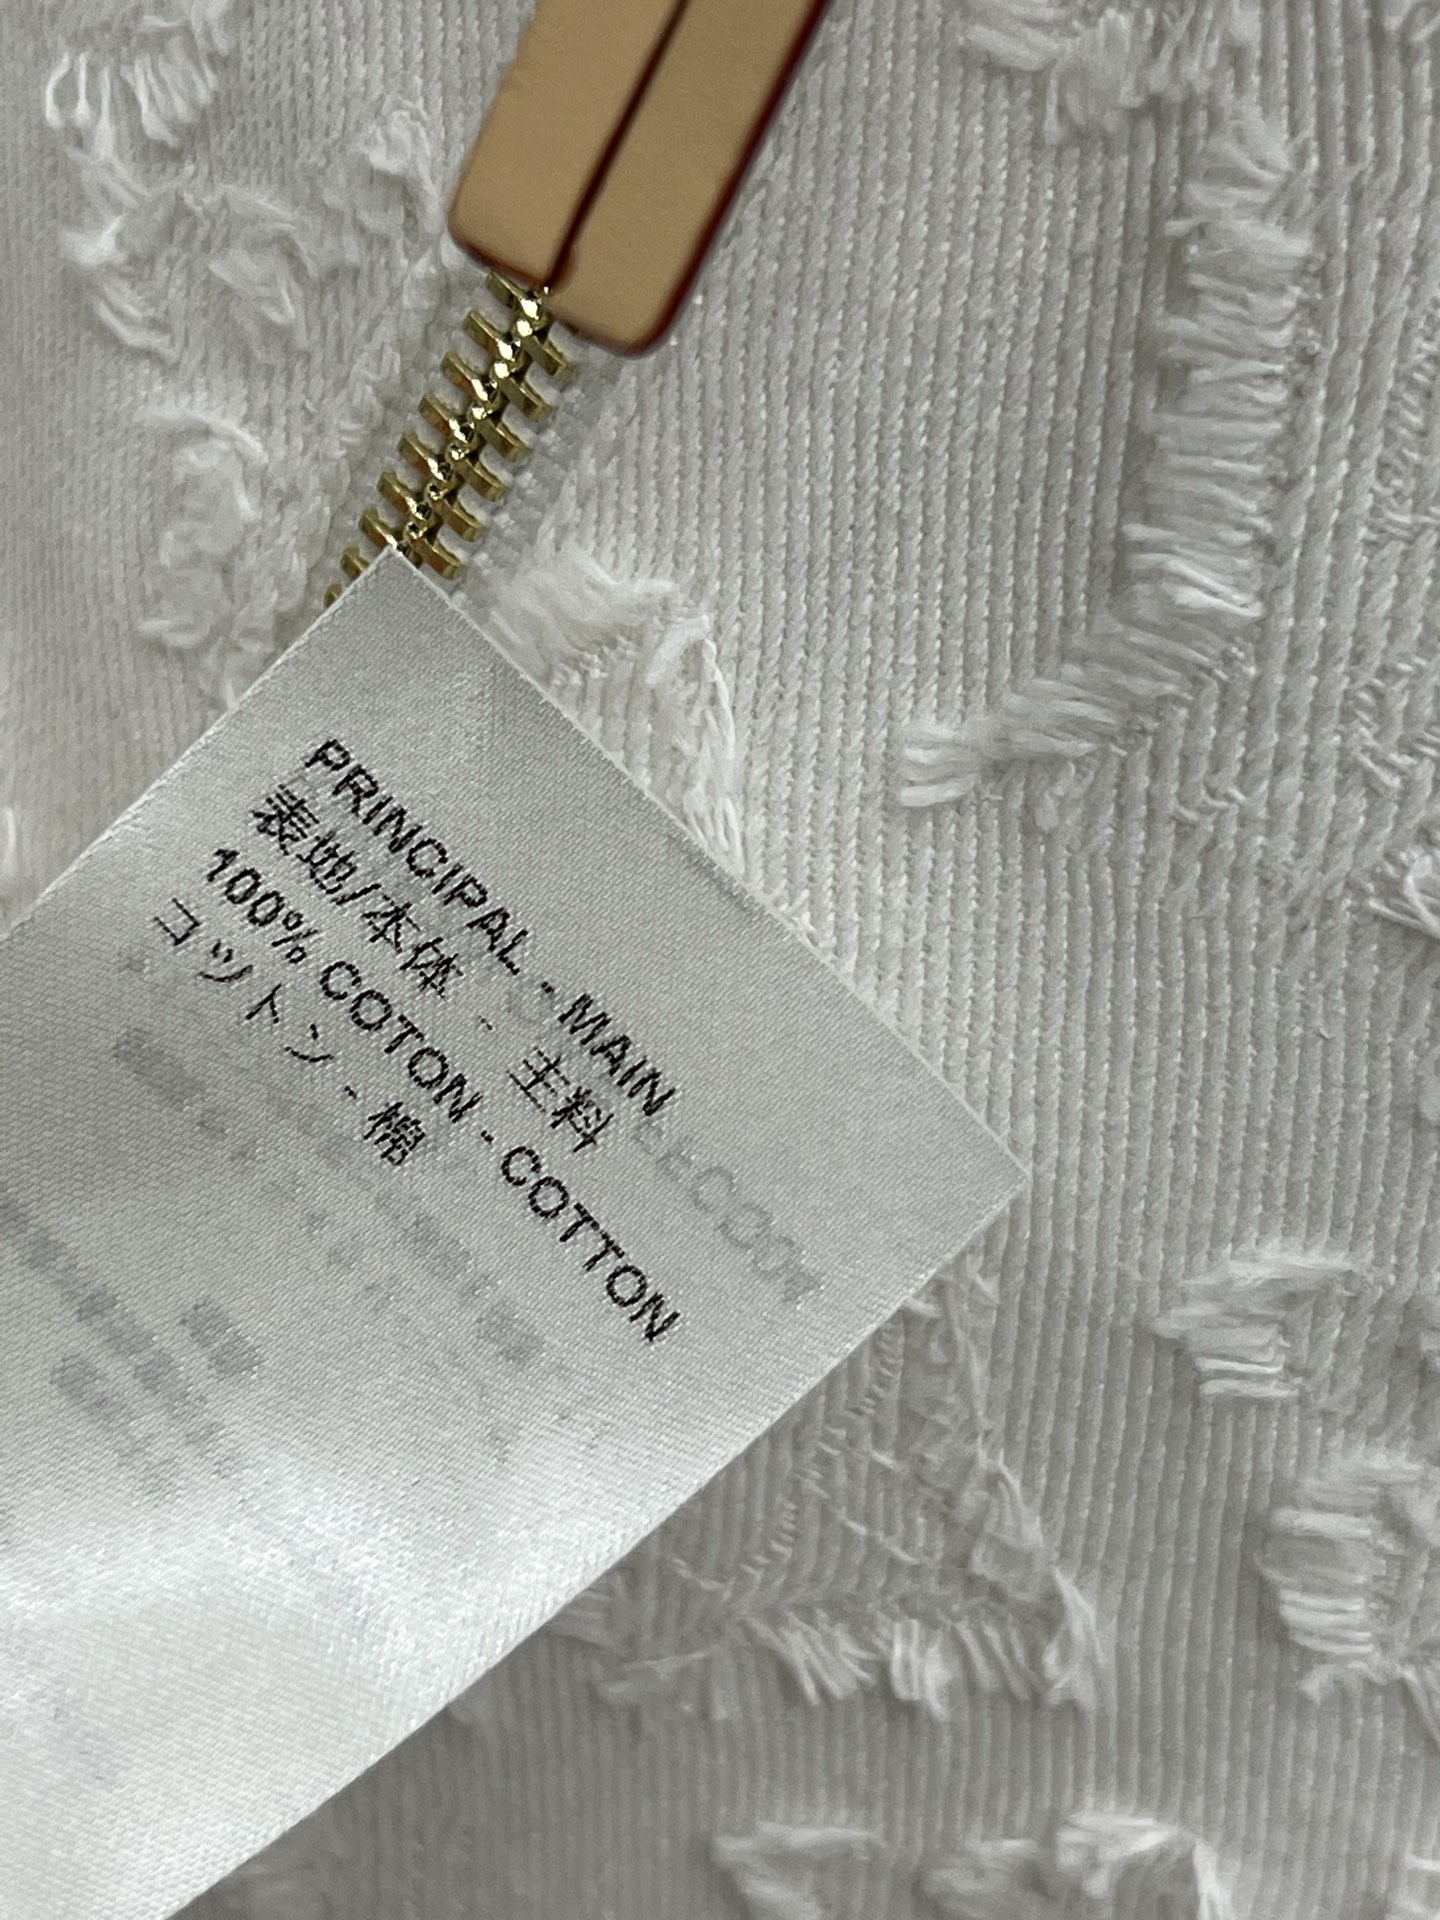 PRINCIPAL - MAIN
表地/本体 - 主料
100% COTON - COTTON
コットン - 棉